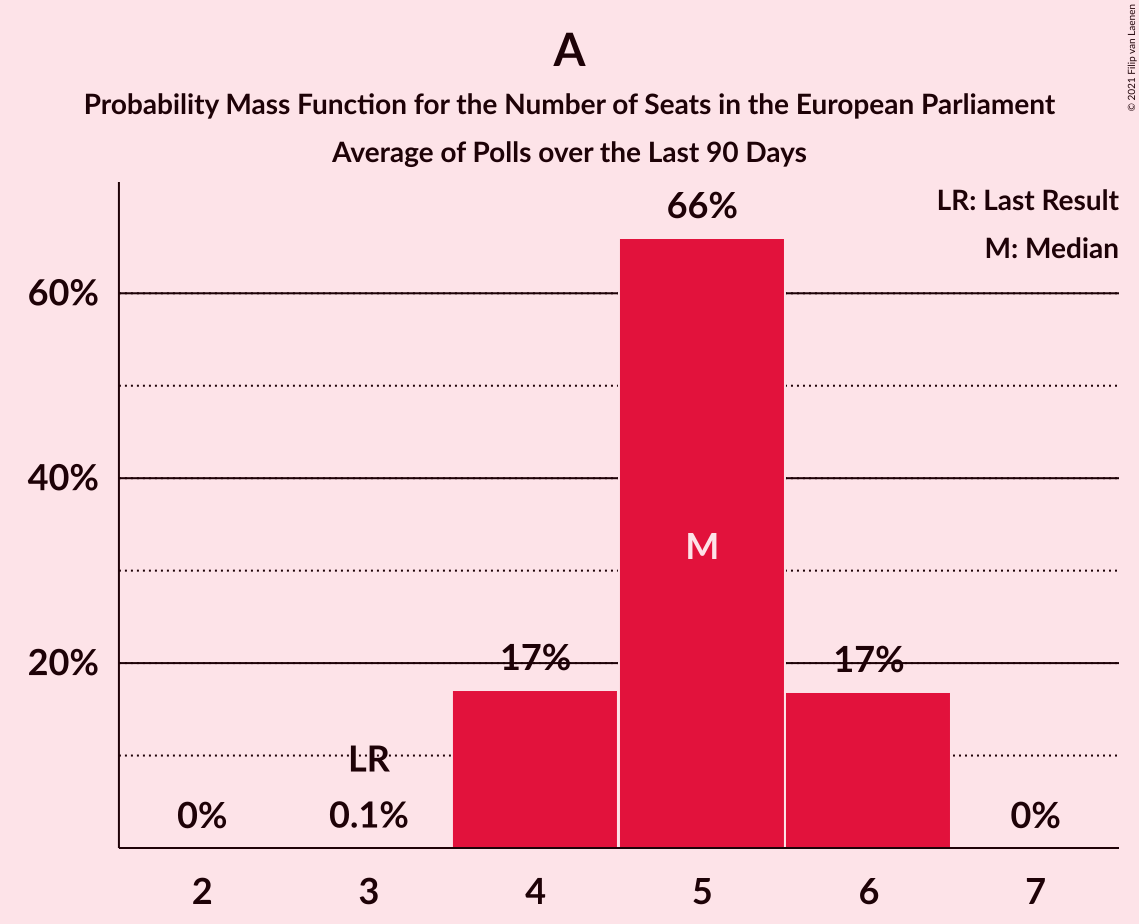 A
Probability Mass Function for the Number of Seats in the European Parliament
Average of Polls over the Last 90 Days
© 2021 Filip van Laenen
LR: Last Result
M: Median
66%
60%
40%
M
20%
17%
17%
LR
0%
0.1%
0%
2 3 4 5 6 7